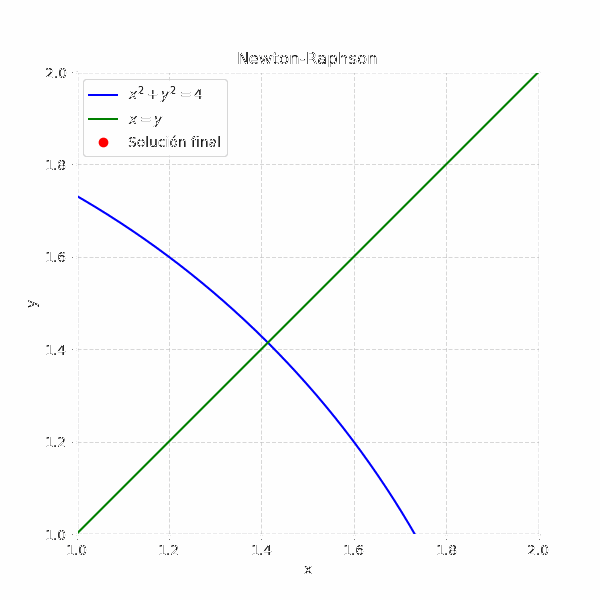 Newton-Raphson
x² + y² = 4
x = y
Solución final
y
2.0
1.8
1.6
1.4
1.2
1.0
1.0 1.2 1.4 1.6 1.8 2.0
x